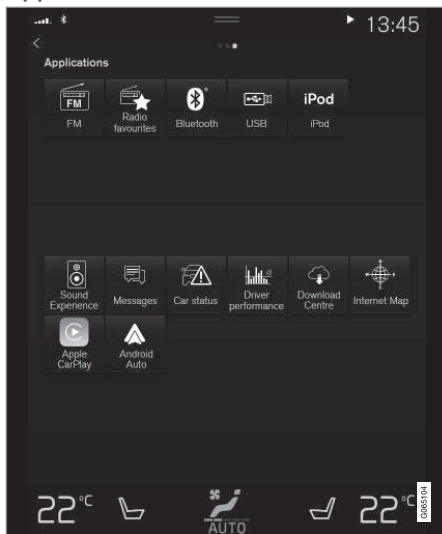 13:45
Applications
FM
iPod
FM
Radio
favourites
Bluetooth
USB
iPod
Sound
Experience
Messages
Car status
Driver
performance
Download
Centre
Internet Map
Apple
CarPlay
Android
Auto
22°C
AUTO
22°C
G065104